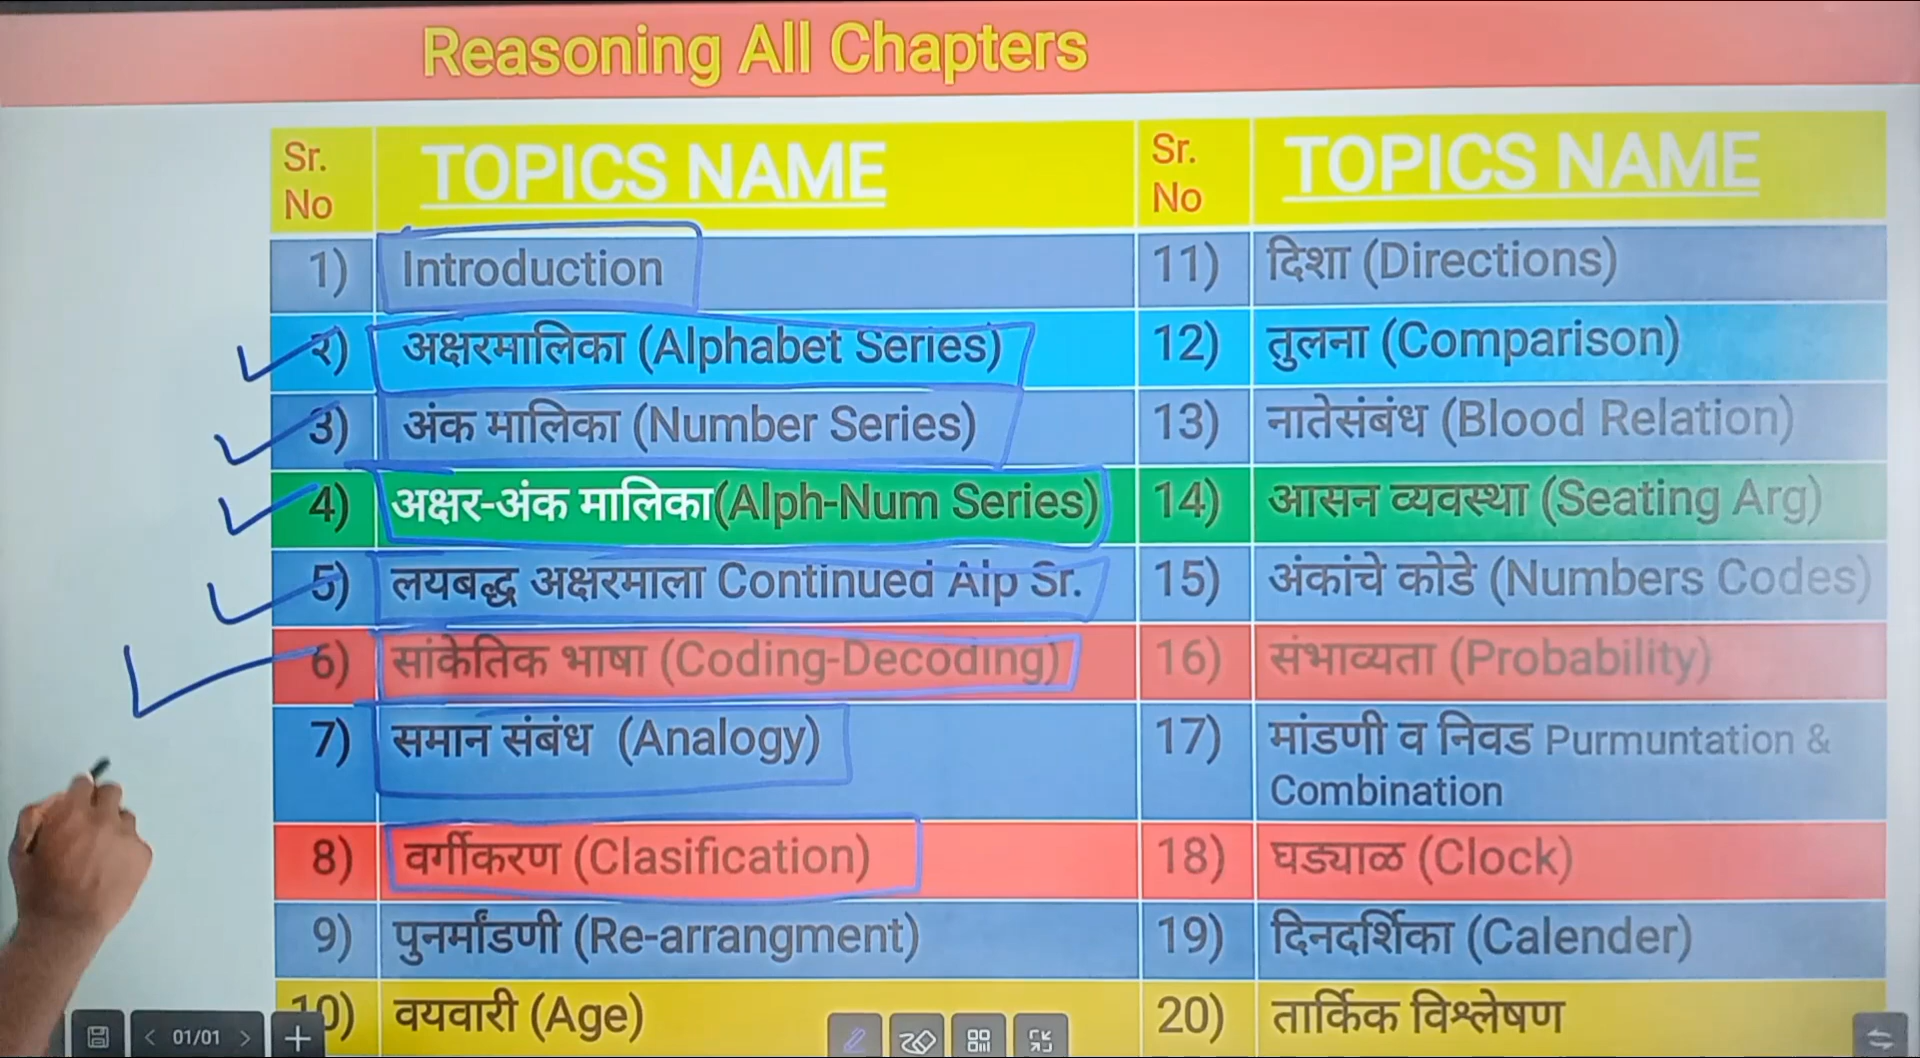 Reasoning All Chapters
Sr. No TOPICS NAME Sr. No TOPICS NAME
1) Introduction 11) दिशा (Directions)
२) अक्षरमालिका (Alphabet Series) 12) तुलना (Comparison)
3) अंक मालिका (Number Series) 13) नातेसंबंध (Blood Relation)
4) अक्षर-अंक मालिका(Alph-Num Series) 14) आसन व्यवस्था (Seating Arg)
5) लयबद्ध अक्षरमाला Continued Alp Sr. 15) अंकांचे कोडे (Numbers Codes)
6) सांकेतिक भाषा (Coding-Decoding) 16) संभाव्यता (Probability)
7) समान संबंध (Analogy) 17) मांडणी व निवड Purmuntation &
Combination
8) वर्गीकरण (Clasification) 18) घड्याळ (Clock)
9) पुनर्मांडणी (Re-arrangment) 19) दिनदर्शिका (Calender)
10) वयवारी (Age) 20) तार्किक विश्लेषण
< 01/01 > +